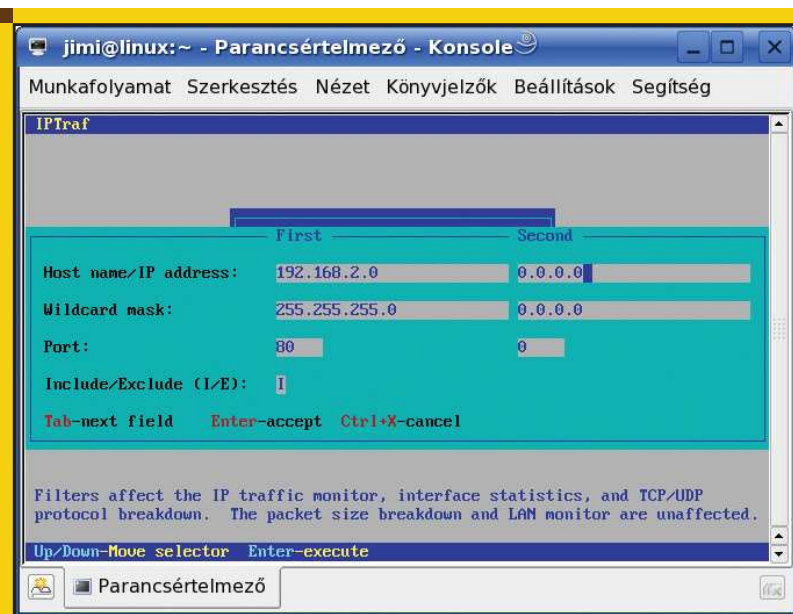 jimi@linux:~ - Parancsértelmező - Konsole
Munkafolyamat Szerkesztés Nézet Könyvjelzők Beállítások Segítség
IPTraf
First Second
Host name/IP address: 192.168.2.0 0.0.0.0
Wildcard mask: 255.255.255.0 0.0.0.0
Port: 80 0
Include/Exclude (I/E): I
Tab-next field Enter-accept Ctrl+X-cancel
Filters affect the IP traffic monitor, interface statistics, and TCP/UDP
protocol breakdown. The packet size breakdown and LAN monitor are unaffected.
Up/Down-Move selector Enter-execute
Parancsértelmező